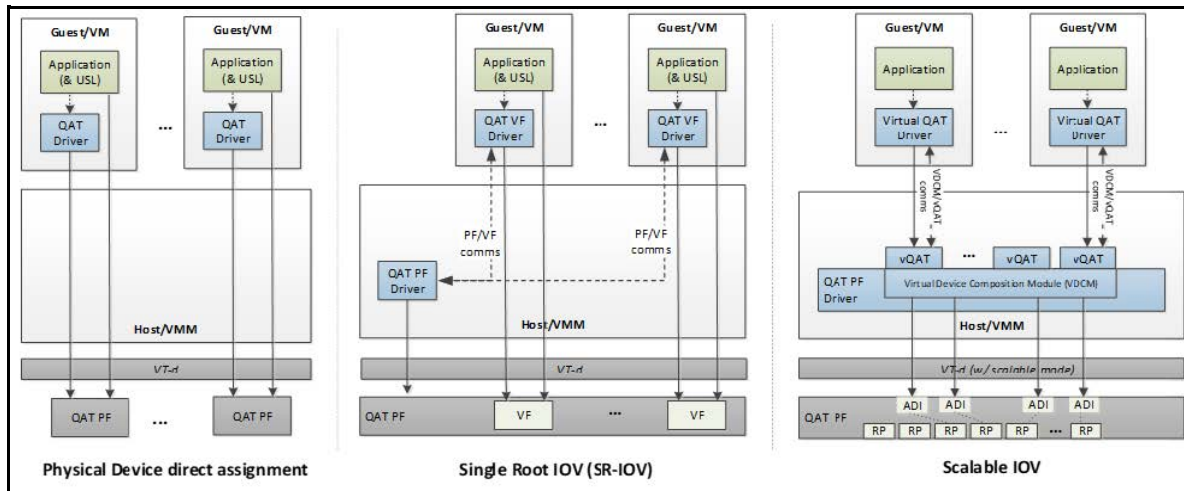 Guest/VM
Application
(& USL)
QAT
Driver
...
Guest/VM
Application
(& USL)
QAT
Driver
Host/VMM
VT-d
QAT PF
...
QAT PF
Physical Device direct assignment
Guest/VM
Application
(& USL)
QAT VF
Driver
...
Guest/VM
Application
(& USL)
QAT VF
Driver
PF/VF
comms
PF/VF
comms
QAT PF
Driver
Host/VMM
VT-d
QAT PF
VF
...
VF
Single Root IOV (SR-IOV)
Guest/VM
Application
Virtual QAT
Driver
...
Guest/VM
Application
Virtual QAT
Driver
VDCM/vQAT
comms
VDCM/vQAT
comms
vQAT
...
vQAT
vQAT
QAT PF
Driver
Virtual Device Composition Module (VDCM)
Host/VMM
VT-d (w/ scalable mode)
QAT PF
ADI
ADI
ADI
ADI
RP
RP
RP
RP
RP
...
RP
Scalable IOV